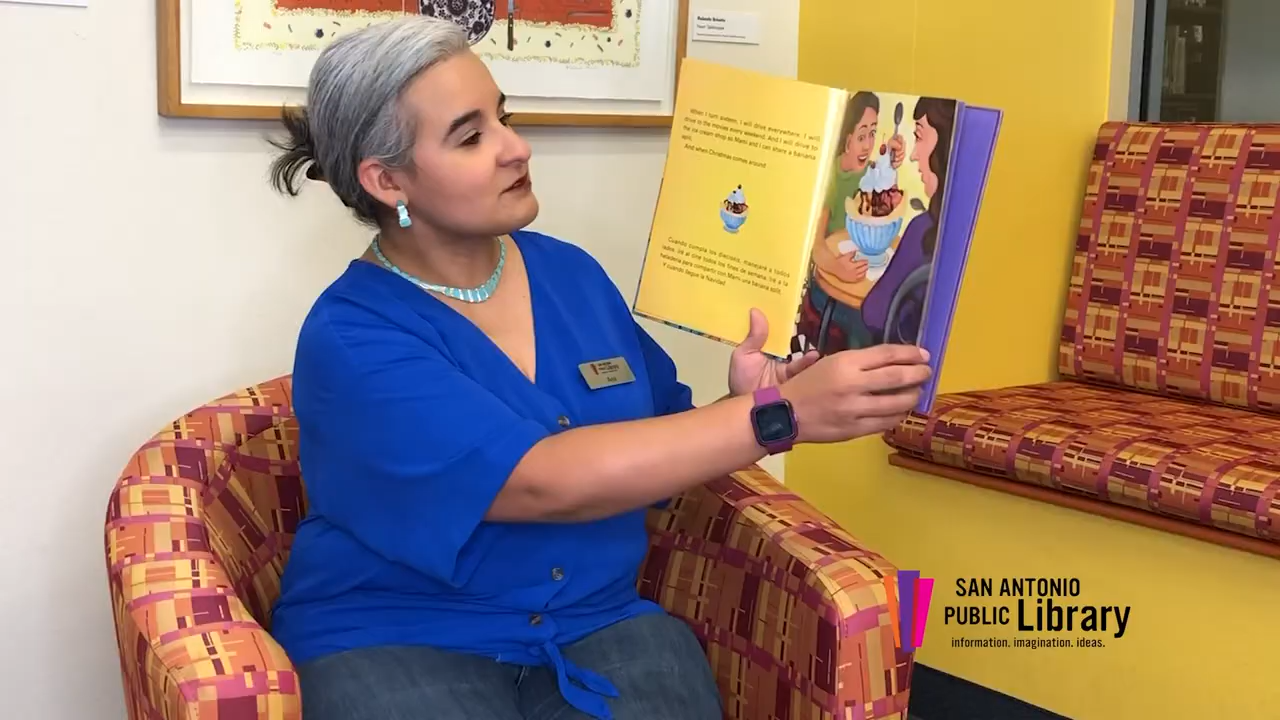 When I turn sixteen, I will drive everywhere. I will
drive to the movies every weekend. And I will drive to
the ice cream shop so Marni and I can share a banana
split.
And when Christmas comes around
Cuando cumpla los dieciséis, manejaré a todos
lados. Iré al cine todos los fines de semana. Iré a la
heladería para compartir con Marni una banana split.
Y cuando llegue la Navidad
Library
SAN ANTONIO
PUBLIC Library
information. imagination. ideas.